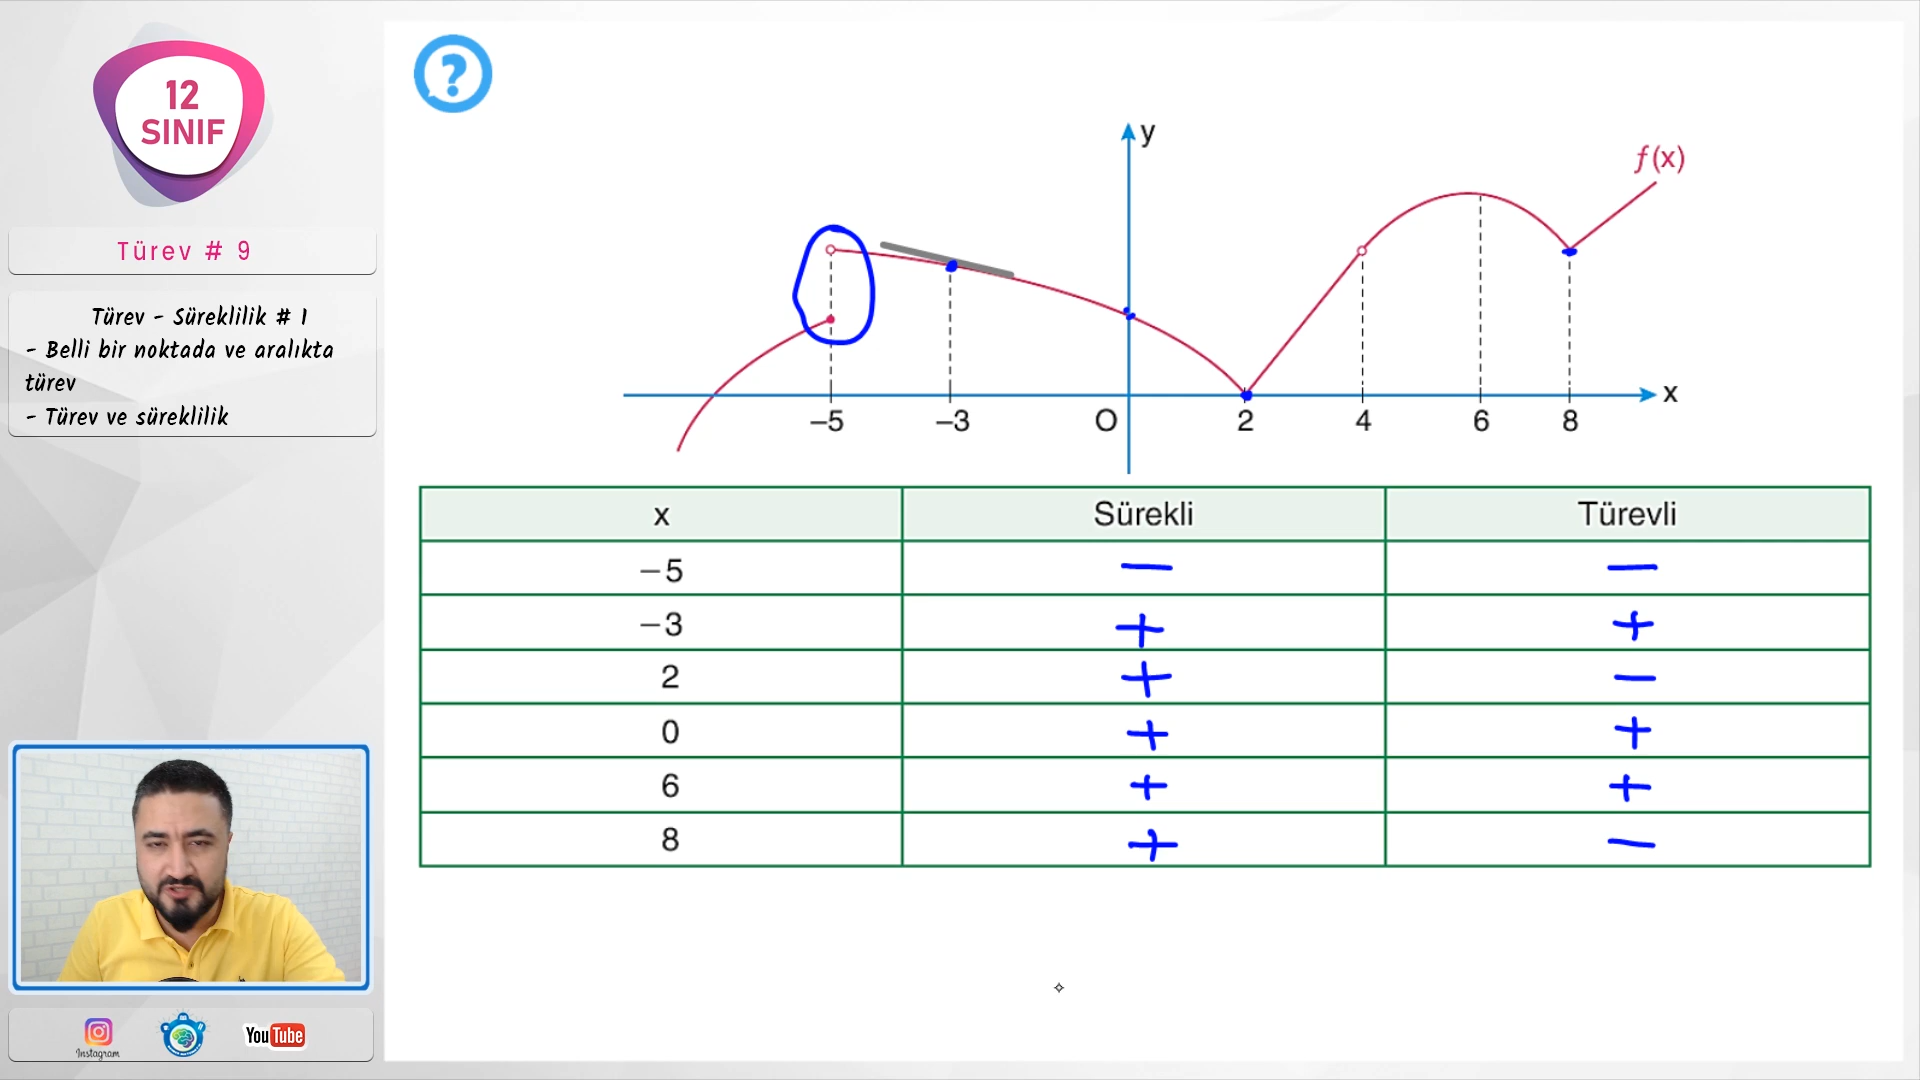 12
SINIF
Türev # 9
Türev - Süreklilik # 1
- Belli bir noktada ve aralıkta
türev
- Türev ve süreklilik
Instagram
YouTube
?
y
f(x)
x
−5 −3 O 2 4 6 8
x Sürekli Türevli
−5 − −
−3 + +
2 + −
0 + +
6 + +
8 + −